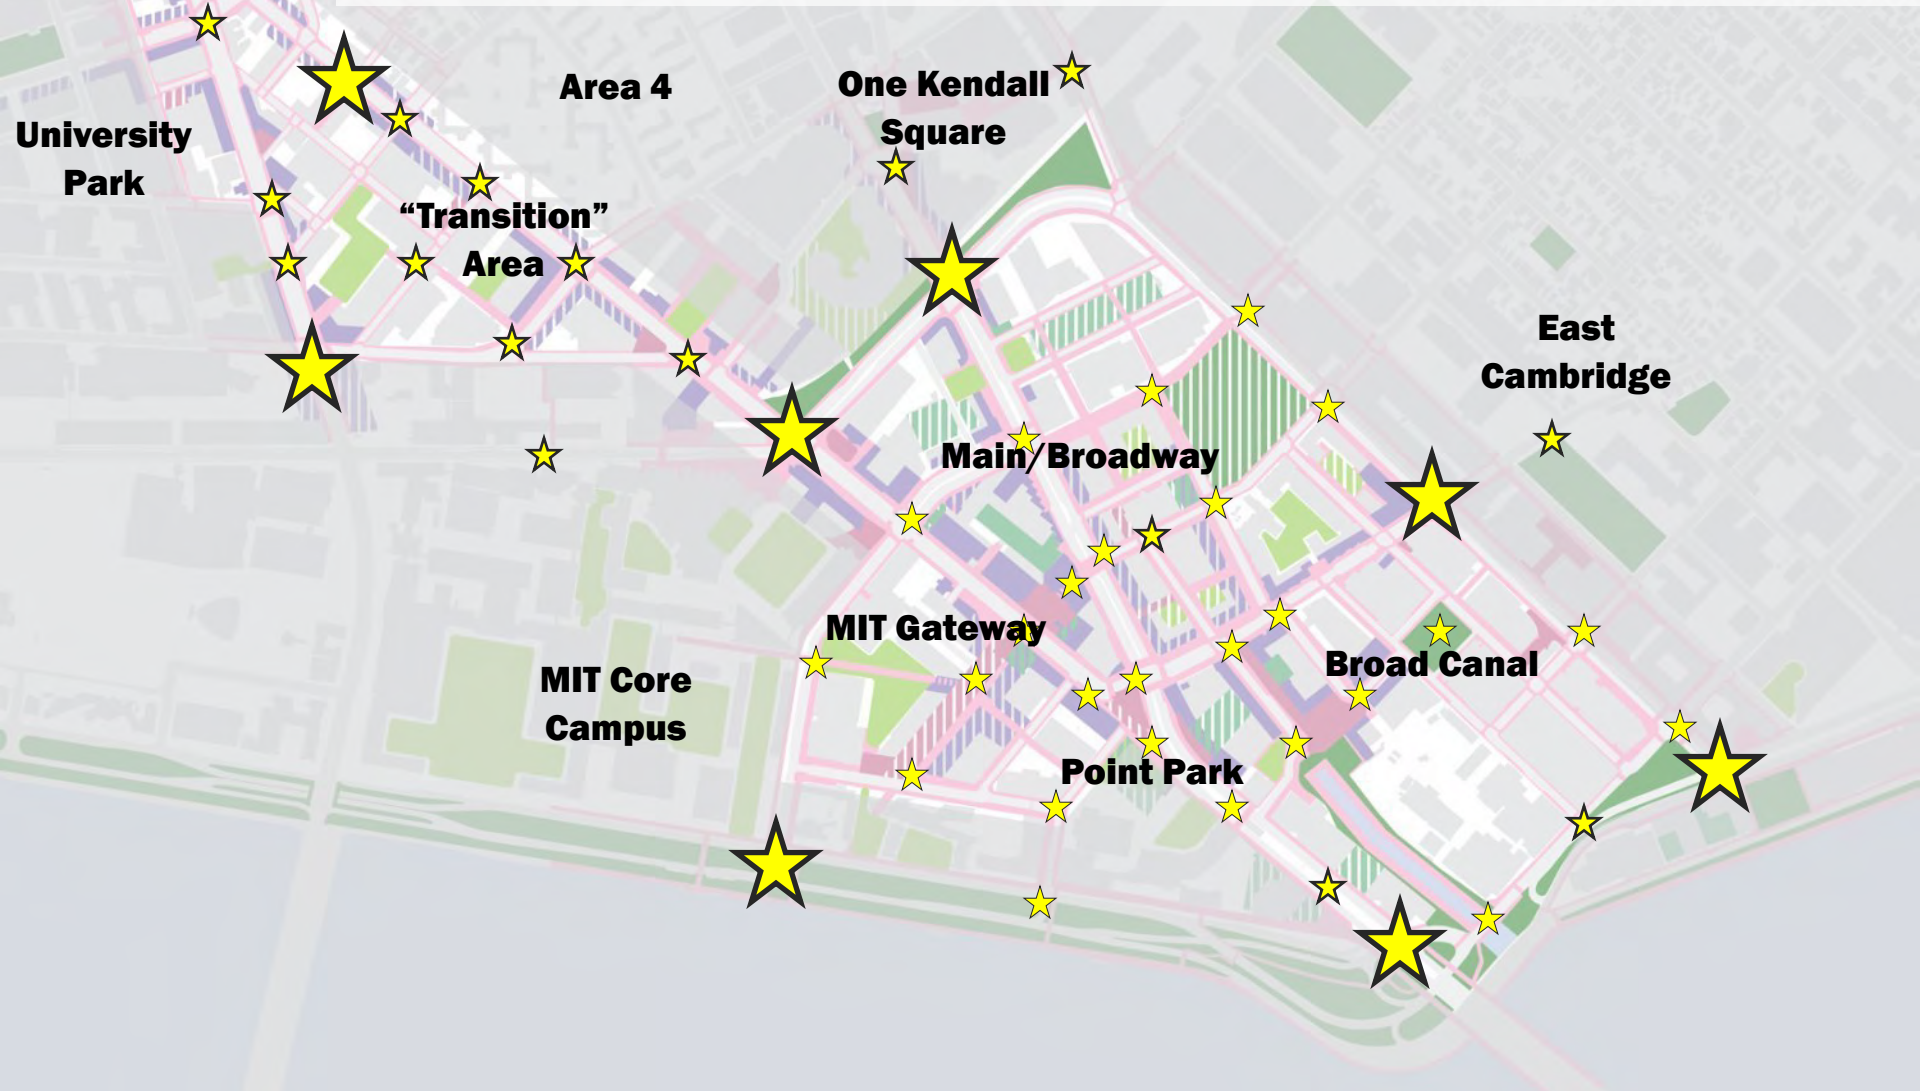 Area 4
One Kendall
Square
University
Park
“Transition”
Area
East
Cambridge
Main/Broadway
MIT Gateway
MIT Core
Campus
Broad Canal
Point Park